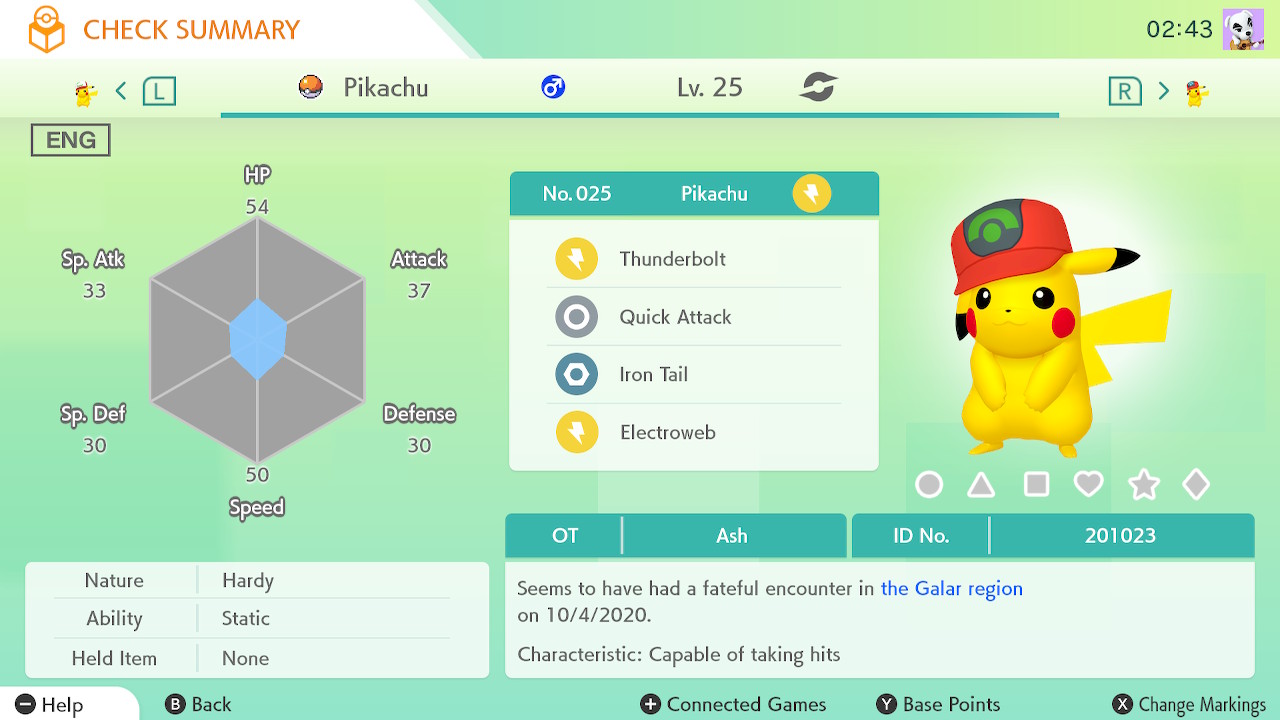 CHECK SUMMARY
02:43
L
Pikachu
Lv. 25
R
ENG
HP
54
Sp. Atk
33
Attack
37
Sp. Def
30
Defense
30
50
Speed
No. 025 Pikachu
Thunderbolt
Quick Attack
Iron Tail
Electroweb
OT Ash
ID No. 201023
Nature Hardy
Ability Static
Held Item None
Seems to have had a fateful encounter in the Galar region
on 10/4/2020.
Characteristic: Capable of taking hits
Help
B Back
Connected Games
Y Base Points
X Change Markings